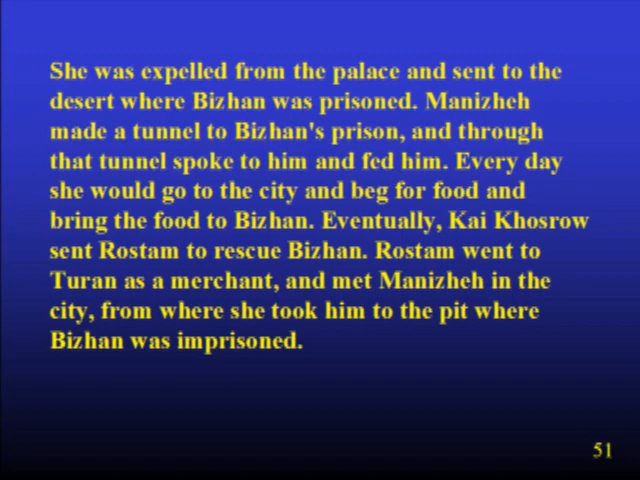 She was expelled from the palace and sent to the
desert where Bizhan was prisoned. Manizheh
made a tunnel to Bizhan's prison, and through
that tunnel spoke to him and fed him. Every day
she would go to the city and beg for food and
bring the food to Bizhan. Eventually, Kai Khosrow
sent Rostam to rescue Bizhan. Rostam went to
Turan as a merchant, and met Manizheh in the
city, from where she took him to the pit where
Bizhan was imprisoned.
51